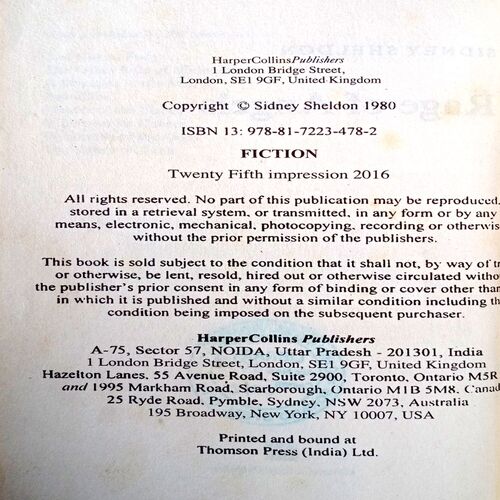 HarperCollinsPublishers
1 London Bridge Street,
London, SE1 9GF, United Kingdom
Copyright © Sidney Sheldon 1980
ISBN 13: 978-81-7223-478-2
FICTION
Twenty Fifth impression 2016
All rights reserved. No part of this publication may be reproduced,
stored in a retrieval system, or transmitted, in any form or by any
means, electronic, mechanical, photocopying, recording or otherwis
without the prior permission of the publishers.
This book is sold subject to the condition that it shall not, by way of tr
or otherwise, be lent, resold, hired out or otherwise circulated witho
the publisher's prior consent in any form of binding or cover other than
in which it is published and without a similar condition including th
condition being imposed on the subsequent purchaser.
HarperCollins Publishers
A-75, Sector 57, NOIDA, Uttar Pradesh - 201301, India
1 London Bridge Street, London, SE1 9GF, United Kingdom
Hazelton Lanes, 55 Avenue Road, Suite 2900, Toronto, Ontario M5R
and 1995 Markham Road, Scarborough, Ontario M1B 5M8, Canad
25 Ryde Road, Pymble, Sydney, NSW 2073, Australia
195 Broadway, New York, NY 10007, USA
Printed and bound at
Thomson Press (India) Ltd.